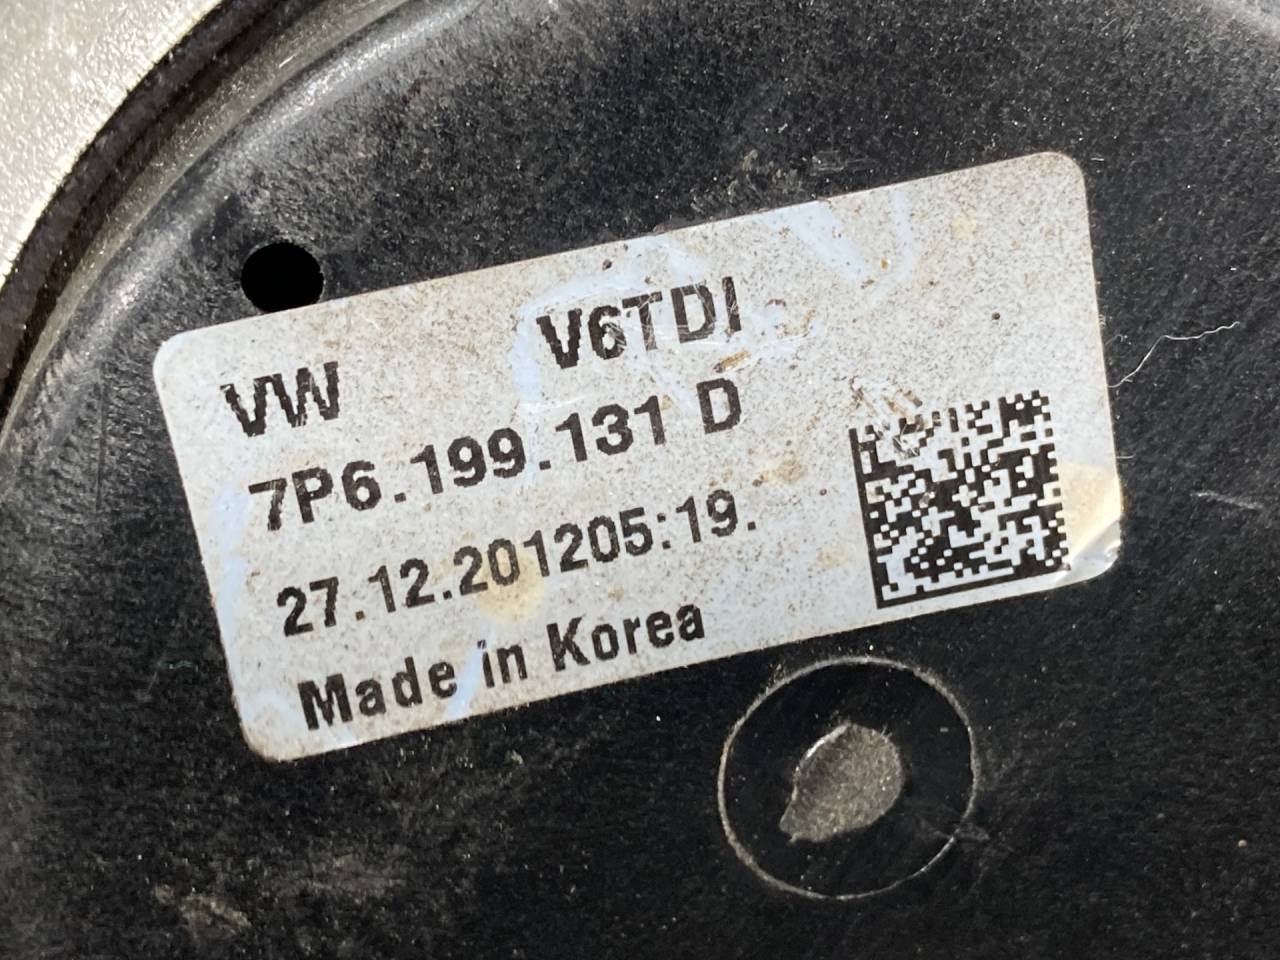 VW V6TDI
7P6.199.131 D
27.12.201205:19.
Made in Korea